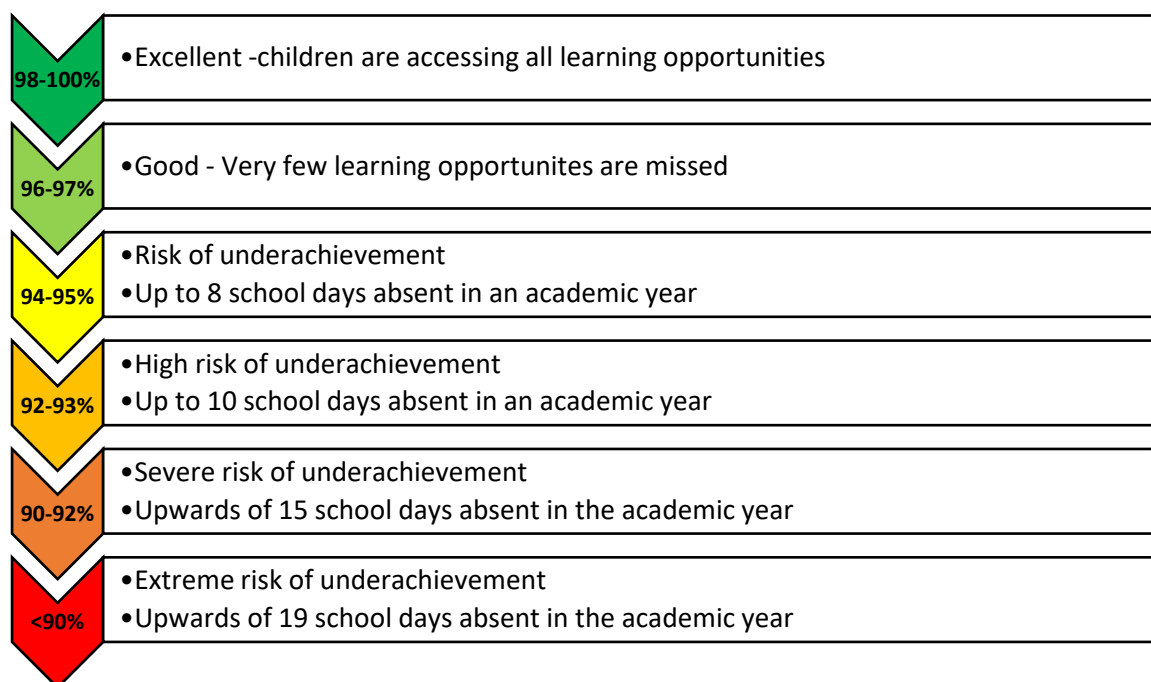 98-100%
•Excellent -children are accessing all learning opportunities
96-97%
•Good - Very few learning opportunites are missed
94-95%
•Risk of underachievement
•Up to 8 school days absent in an academic year
92-93%
•High risk of underachievement
•Up to 10 school days absent in an academic year
90-92%
•Severe risk of underachievement
•Upwards of 15 school days absent in the academic year
<90%
•Extreme risk of underachievement
•Upwards of 19 school days absent in the academic year